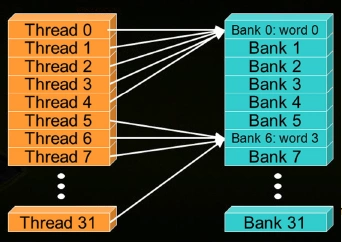 Thread 0
Thread 1
Thread 2
Thread 3
Thread 4
Thread 5
Thread 6
Thread 7
Thread 31
Bank 0: word 0
Bank 1
Bank 2
Bank 3
Bank 4
Bank 5
Bank 6: word 3
Bank 7
Bank 31